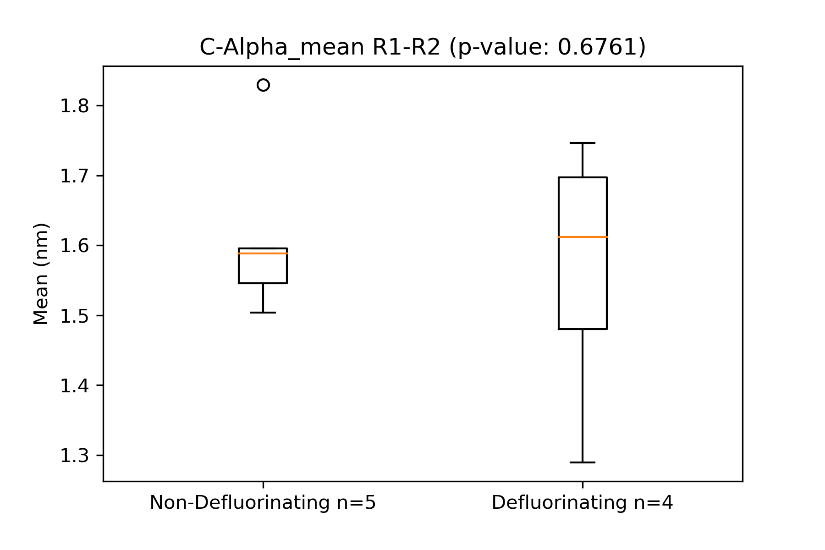 C-Alpha_mean R1-R2 (p-value: 0.6761)
Mean (nm)
1.8
1.7
1.6
1.5
1.4
1.3
Non-Defluorinating n=5
Defluorinating n=4